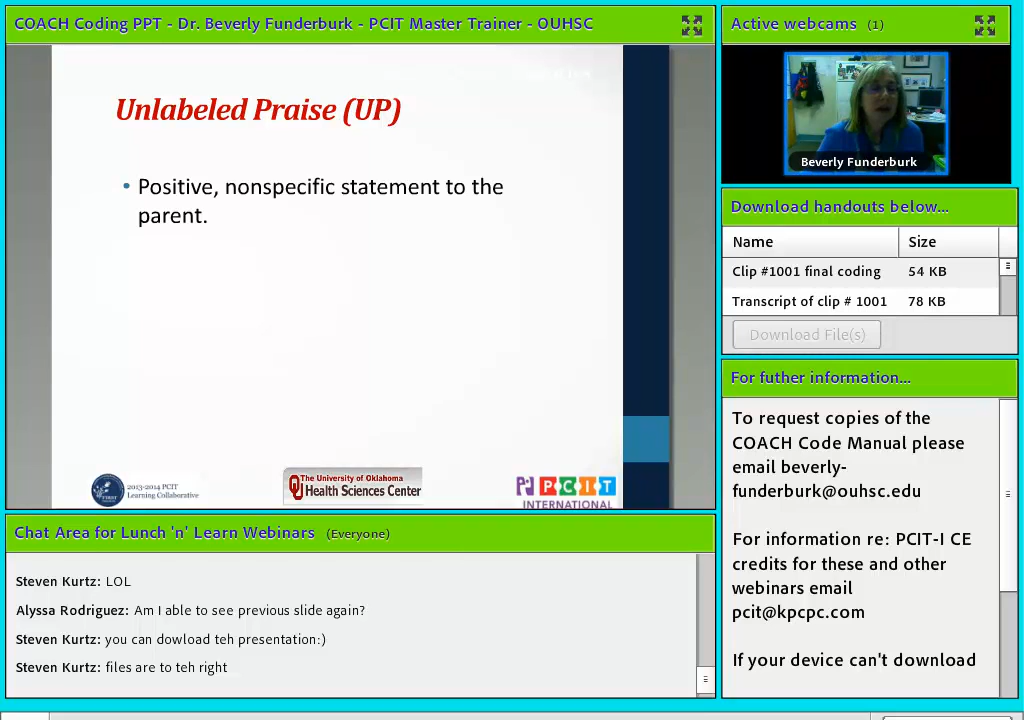 COACH Coding PPT - Dr. Beverly Funderburk - PCIT Master Trainer - OUHSC
Unlabeled Praise (UP)
• Positive, nonspecific statement to the
parent.
2013-2014 PCIT
Learning Collaborative
The University of Oklahoma
Health Sciences Center
PCIT
INTERNATIONAL
Chat Area for Lunch 'n' Learn Webinars (Everyone)
Steven Kurtz: LOL
Alyssa Rodriguez: Am I able to see previous slide again?
Steven Kurtz: you can dowload teh presentation:)
Steven Kurtz: files are to teh right
Active webcams (1)
Beverly Funderburk
Download handouts below...
Name Size
Clip #1001 final coding 54 KB
Transcript of clip # 1001 78 KB
Download File(s)
For futher information...
To request copies of the
COACH Code Manual please
email beverly-
funderburk@ouhsc.edu
For information re: PCIT-I CE
credits for these and other
webinars email
pcit@kpcpc.com
If your device can't download